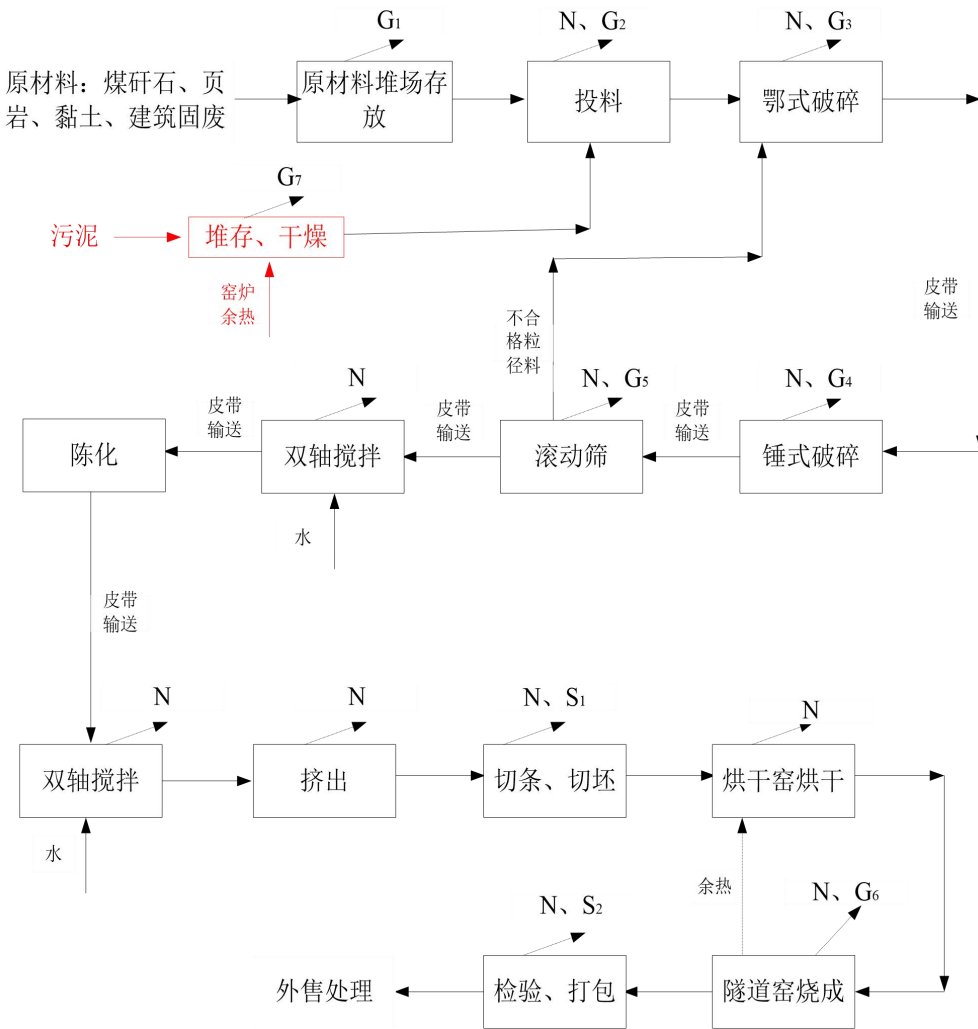 G₁
N、G₂
N、G₃
原材料：煤矸石、页
岩、黏土、建筑固废
原材料堆场存
放
投料
鄂式破碎
G₇
污泥
堆存、干燥
窑炉
余热
不合
格粒
径料
皮带
输送
N
N、G₅
N、G₄
皮带
输送
皮带
输送
皮带
输送
陈化
双轴搅拌
滚动筛
锤式破碎
水
皮带
输送
N
N
N、S₁
N
双轴搅拌
挤出
切条、切坯
烘干窑烘干
水
余热
N、S₂
N、G₆
外售处理
检验、打包
隧道窑烧成